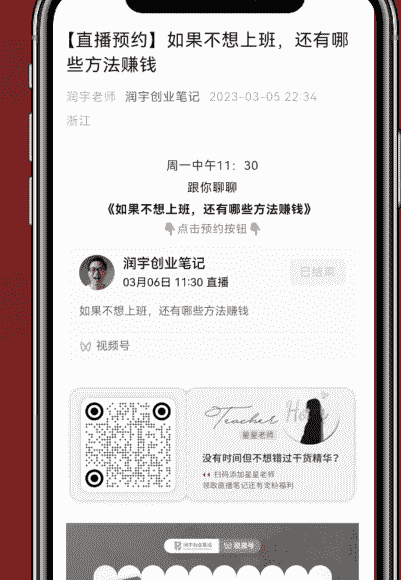 【直播预约】如果不想上班，还有哪
些方法赚钱
润宇老师 润宇创业笔记 2023-03-05 22:34
浙江
周一中午11：30
跟你聊聊
《如果不想上班，还有哪些方法赚钱》
👇点击预约按钮👇
润宇创业笔记
03月06日 11:30 直播
已结束
如果不想上班，还有哪些方法赚钱
视频号
Teacher
星星老师
没有时间但不想错过干货精华？
扫码添加星星老师
领取直播笔记还有定粉福利
视频号